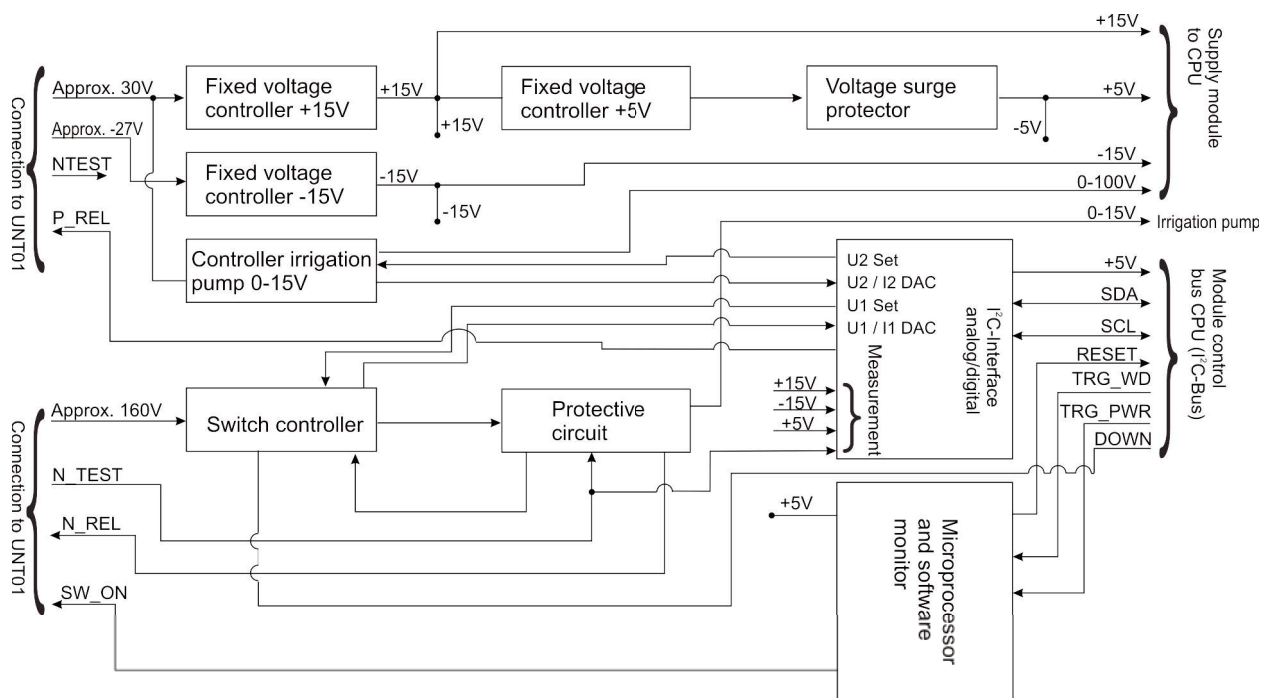 Connection to UNT01
Approx. 30V
Approx. -27V
NTEST
P_REL
Fixed voltage
controller +15V
+15V
+15V
Fixed voltage
controller +5V
Voltage surge
protector
+15V
+5V
-5V
Supply module
to CPU
Fixed voltage
controller -15V
-15V
-15V
-15V
0-100V
0-15V
Irrigation pump
Controller irrigation
pump 0-15V
U2 Set
U2 / I2 DAC
U1 Set
U1 / I1 DAC
Measurement
I²C-Interface
analog/digital
+15V
-15V
+5V
+5V
SDA
SCL
RESET
TRG_WD
TRG_PWR
DOWN
Module control
bus CPU (I²C-Bus)
Connection to UNT01
Approx. 160V
N_TEST
N_REL
SW_ON
Switch controller
Protective
circuit
+5V
Microprocessor
and software
monitor